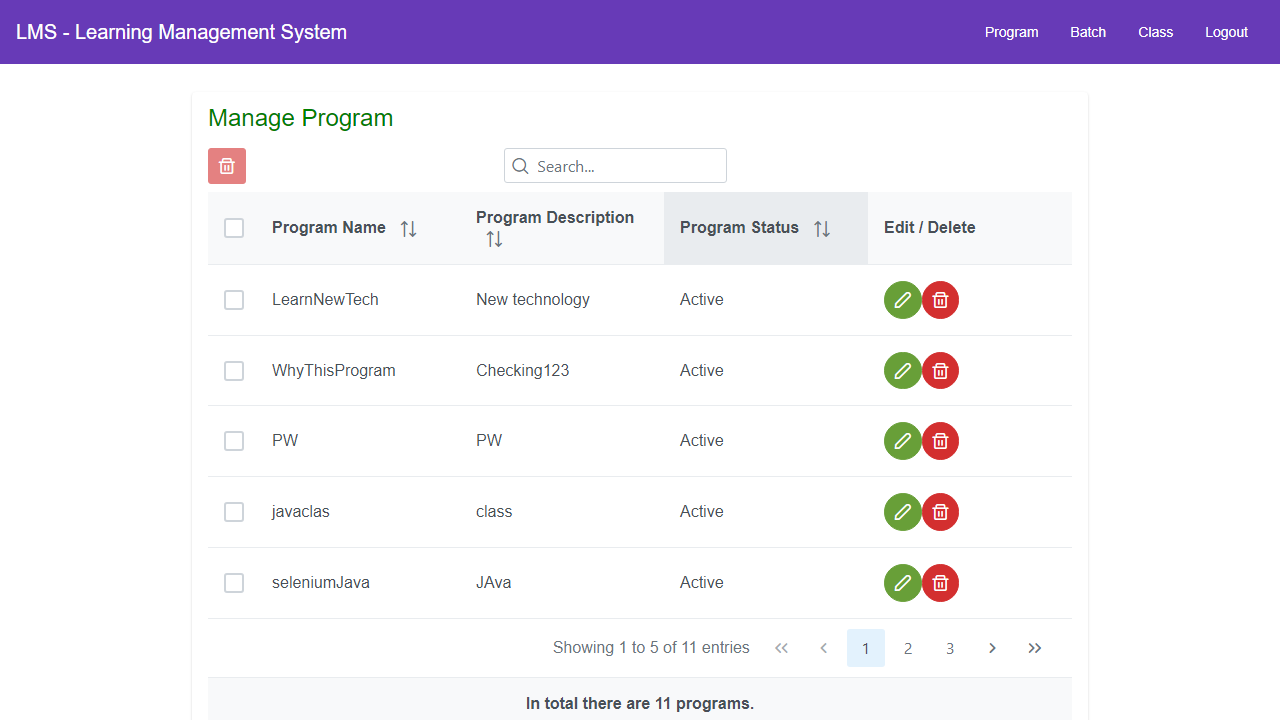 LMS - Learning Management System Program Batch Class Logout
Manage Program
Search...
Program Name Program Description Program Status Edit / Delete
LearnNewTech New technology Active
WhyThisProgram Checking123 Active
PW PW Active
javaclas class Active
seleniumJava JAva Active
Showing 1 to 5 of 11 entries 1 2 3
In total there are 11 programs.